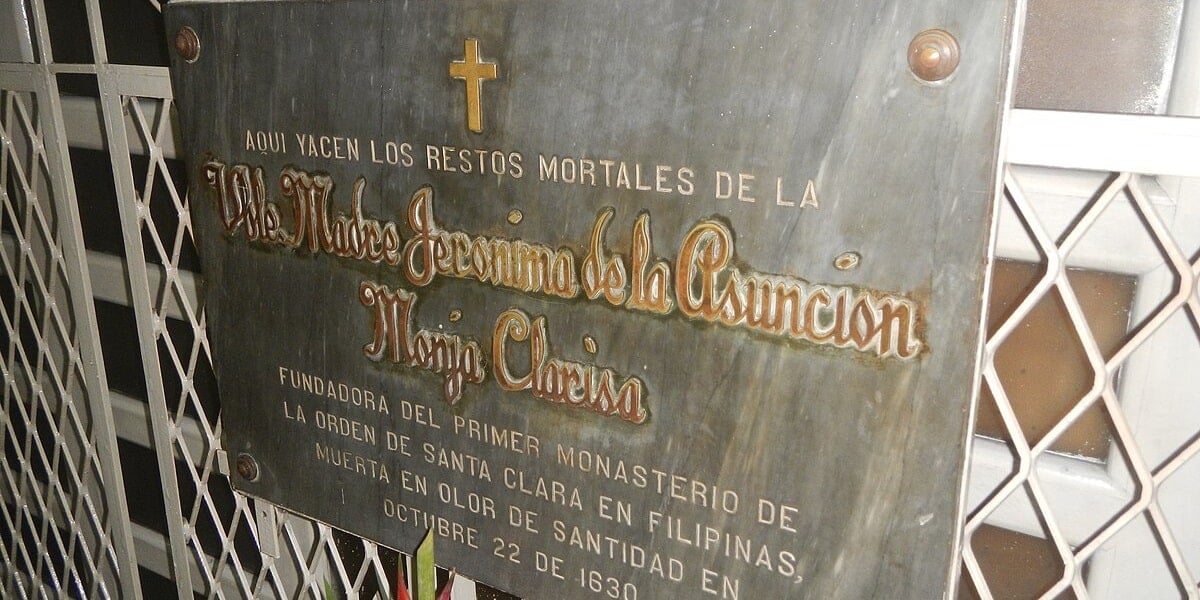 AQUI YACEN LOS RESTOS MORTALES DE LA
Vble. Madre Jeronima de la Asuncion
Monja Clarisa
FUNDADORA DEL PRIMER MONASTERIO DE
LA ORDEN DE SANTA CLARA EN FILIPINAS,
MUERTA EN OLOR DE SANTIDAD EN
OCTUBRE 22 DE 1630